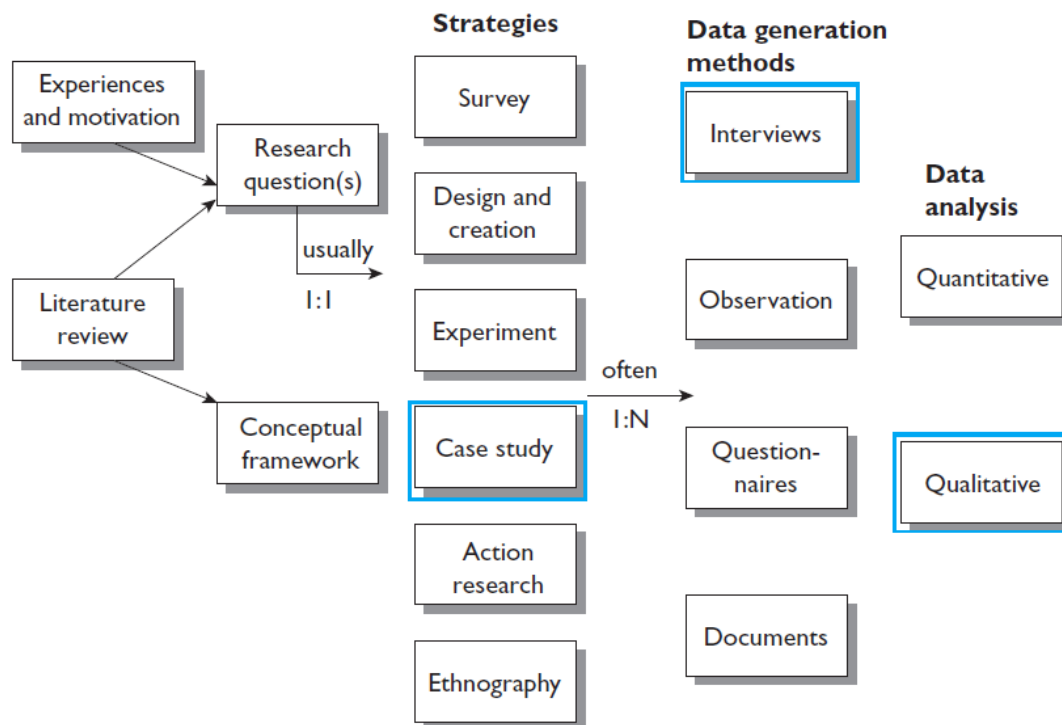 Strategies
Data generation
methods
Experiences
and motivation
Survey
Interviews
Research
question(s)
Data
analysis
Design and
creation
usually
1:1
Literature
review
Observation
Quantitative
Experiment
often
1:N
Conceptual
framework
Case study
Question-
naires
Qualitative
Action
research
Documents
Ethnography